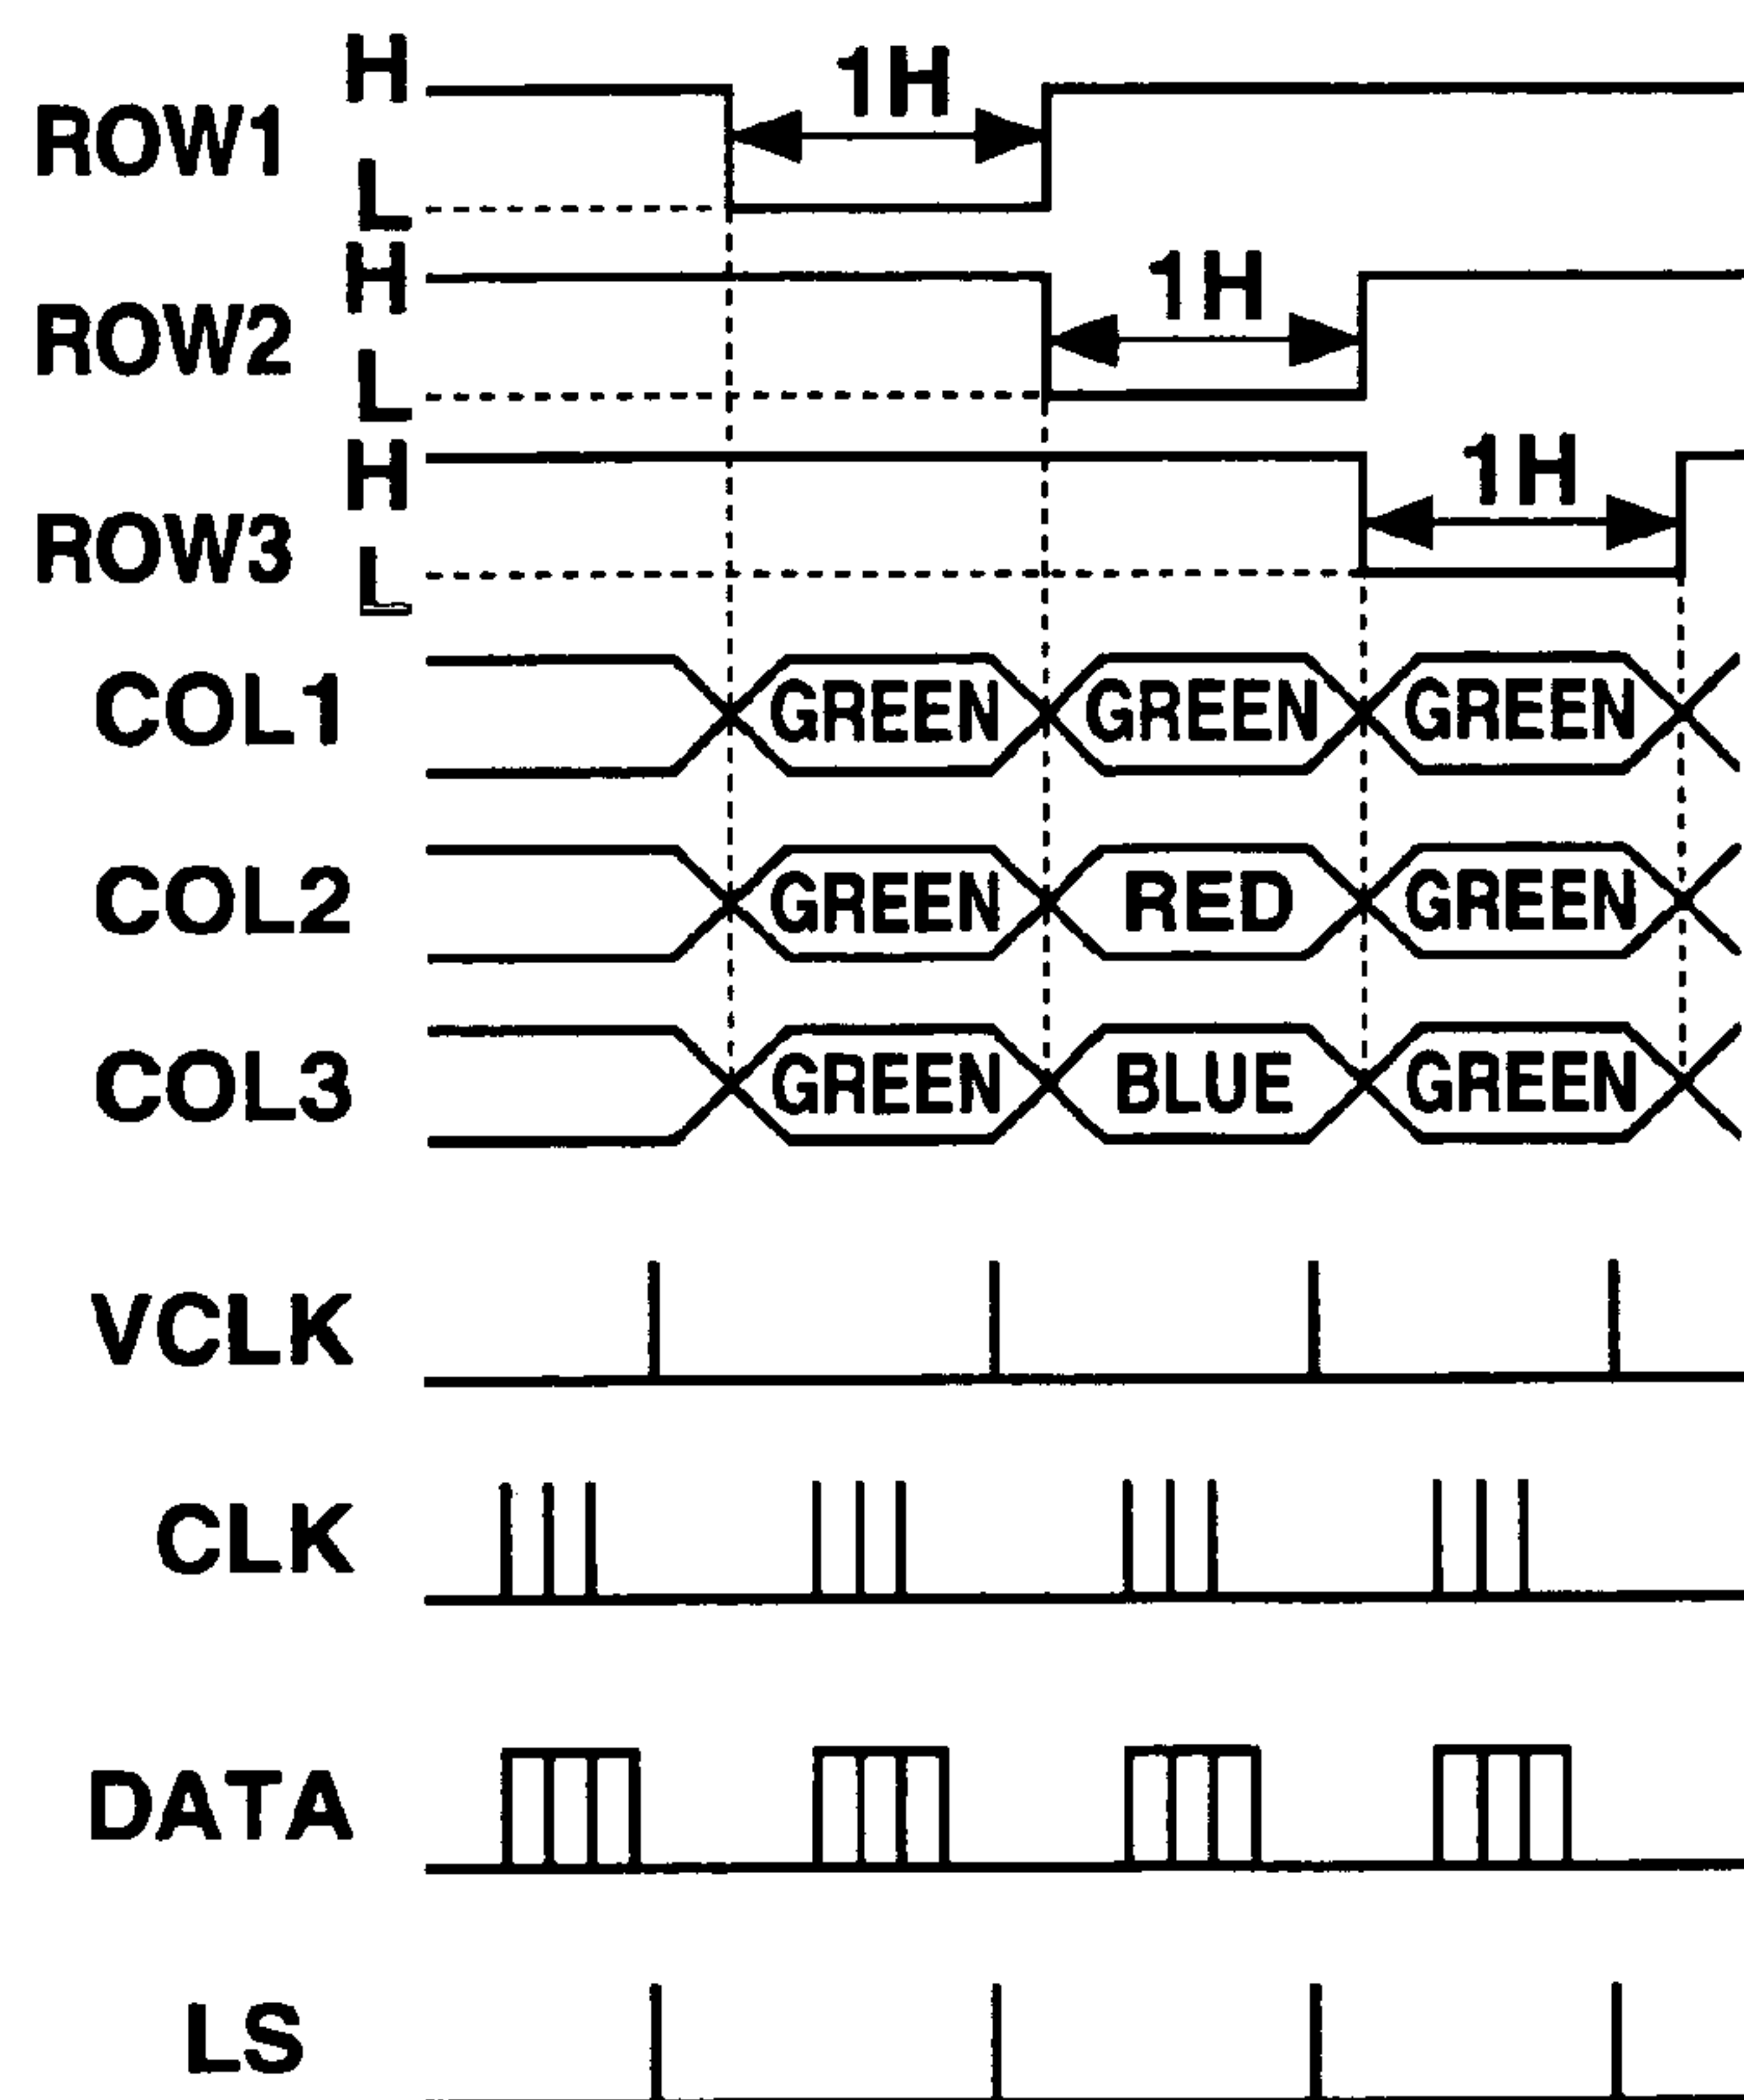 H 1H
ROW1
L
H 1H
ROW2
L
H 1H
ROW3
L
COL1 GREEN GREEN GREEN
COL2 GREEN RED GREEN
COL3 GREEN BLUE GREEN
VCLK
CLK
DATA
LS